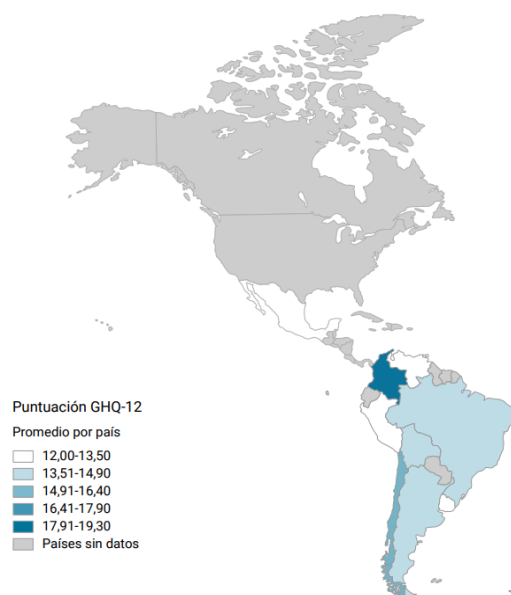 Puntuación GHQ-12
Promedio por país
12,00-13,50
13,51-14,90
14,91-16,40
16,41-17,90
17,91-19,30
Países sin datos